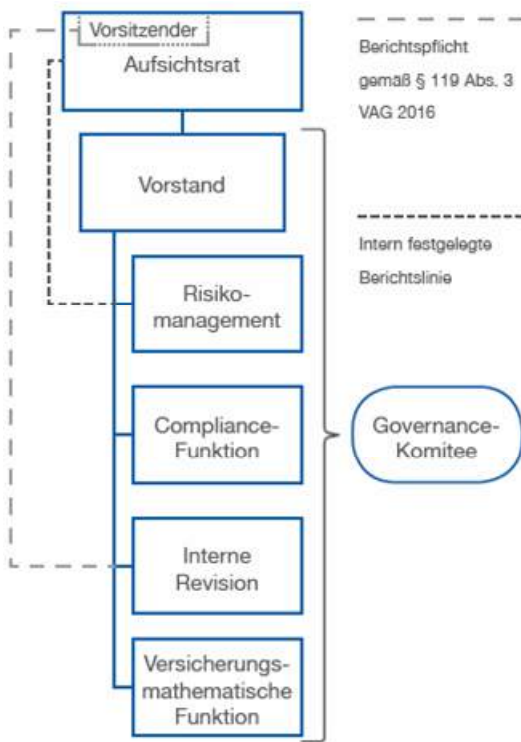 Vorsitzender
Aufsichtsrat
Berichtspflicht
gemäß § 119 Abs. 3
VAG 2016
Vorstand
Intern festgelegte
Berichtslinie
Risiko-
management
Compliance-
Funktion
Governance-
Komitee
Interne
Revision
Versicherungs-
mathematische
Funktion